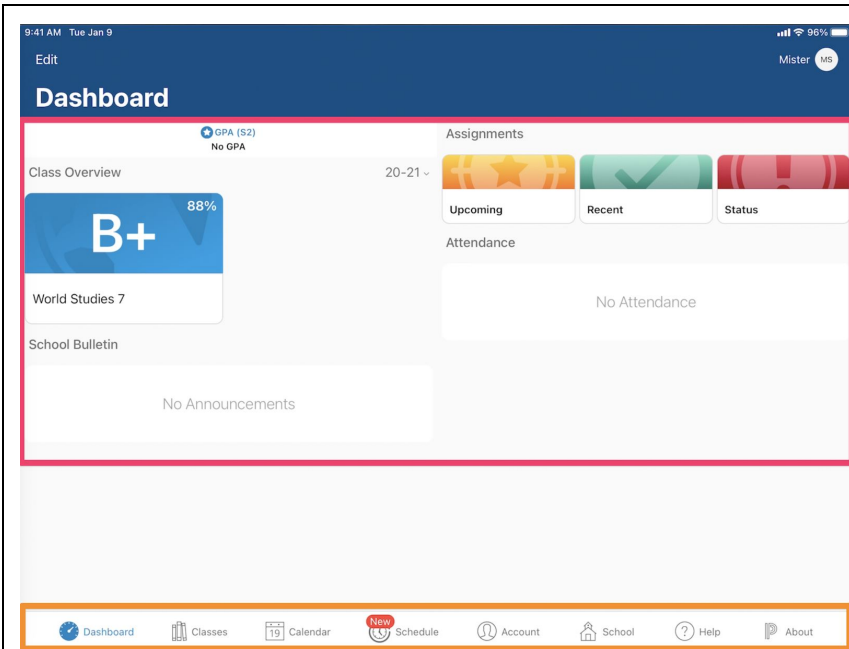 9:41 AM Tue Jan 9
96%
Edit
Mister MS
Dashboard
GPA (S2)
No GPA
Class Overview
20-21
88%
B+
World Studies 7
School Bulletin
No Announcements
Assignments
Upcoming
Recent
Status
Attendance
No Attendance
Dashboard
Classes
19 Calendar
New
Schedule
Account
School
? Help
About